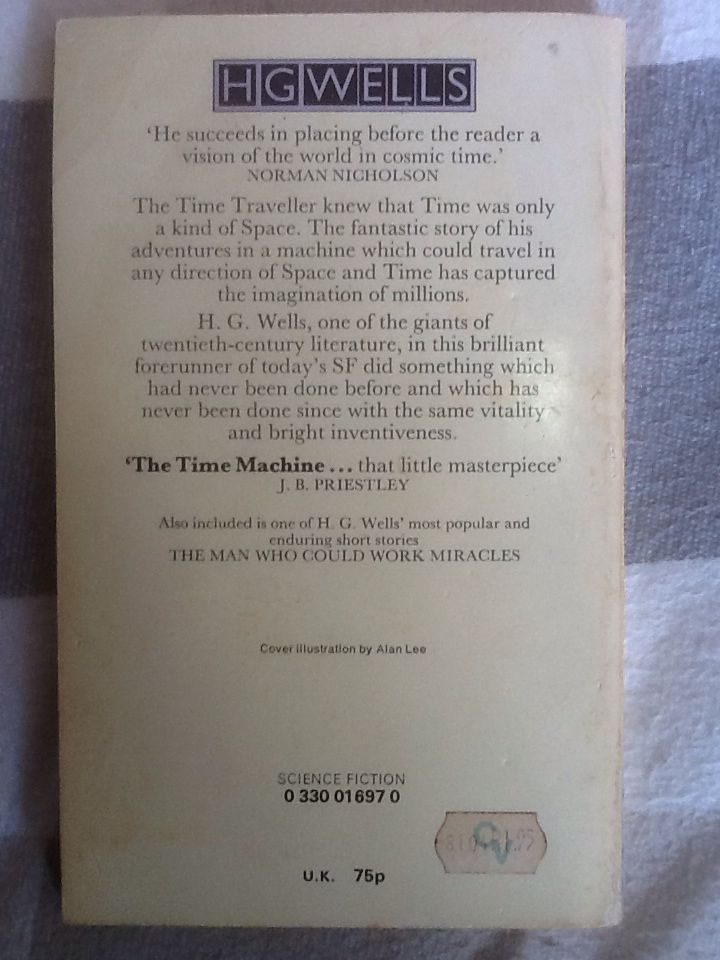 HGWELLS
'He succeeds in placing before the reader a
vision of the world in cosmic time.'
NORMAN NICHOLSON
The Time Traveller knew that Time was only
a kind of Space. The fantastic story of his
adventures in a machine which could travel in
any direction of Space and Time has captured
the imagination of millions.
H. G. Wells, one of the giants of
twentieth-century literature, in this brilliant
forerunner of today's SF did something which
had never been done before and which has
never been done since with the same vitality
and bright inventiveness.
'The Time Machine... that little masterpiece'
J. B. PRIESTLEY
Also included is one of H. G. Wells' most popular and
enduring short stories
THE MAN WHO COULD WORK MIRACLES
Cover illustration by Alan Lee
SCIENCE FICTION
0 330 01697 0
U.K. 75p